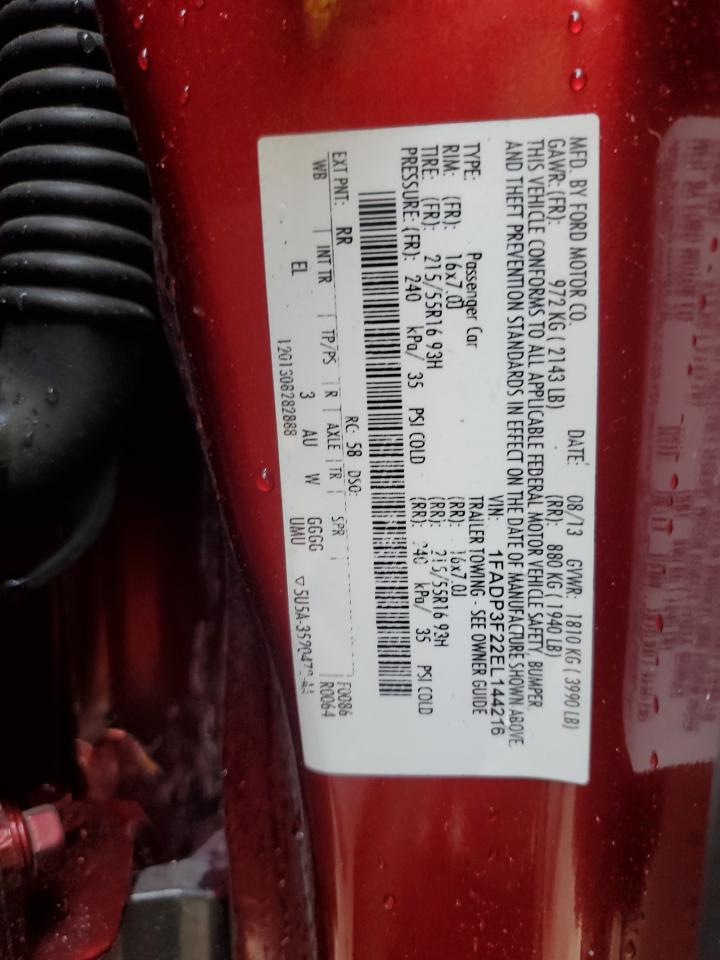 MFD. BY FORD MOTOR CO. DATE: 08/13 GVWR: 1810 KG ( 3990 LB)
GAWR: (FR): 972 KG ( 2143 LB) (RR): 880 KG ( 1940 LB)
THIS VEHICLE CONFORMS TO ALL APPLICABLE FEDERAL MOTOR VEHICLE SAFETY, BUMPER
AND THEFT PREVENTION STANDARDS IN EFFECT ON THE DATE OF MANUFACTURE SHOWN ABOVE
VIN: 1FADP3F22EL144216
TYPE: Passenger Car TRAILER TOWING - SEE OWNER GUIDE
RIM: (FR): 16x7.0J (RR): 16x7.0J
TIRE: (FR): 215/55R16 93H (RR): 215/55R16 93H
PRESSURE: (FR): 240 kPa/ 35 PSI COLD (RR): 240 kPa/ 35 PSI COLD
EXT PNT: RR RC: 58 DSO: F0086
WB INT TR TP/PS R AXLE TR SPR R0064
EL 3 AU W GGGG
UMU
1201308282888